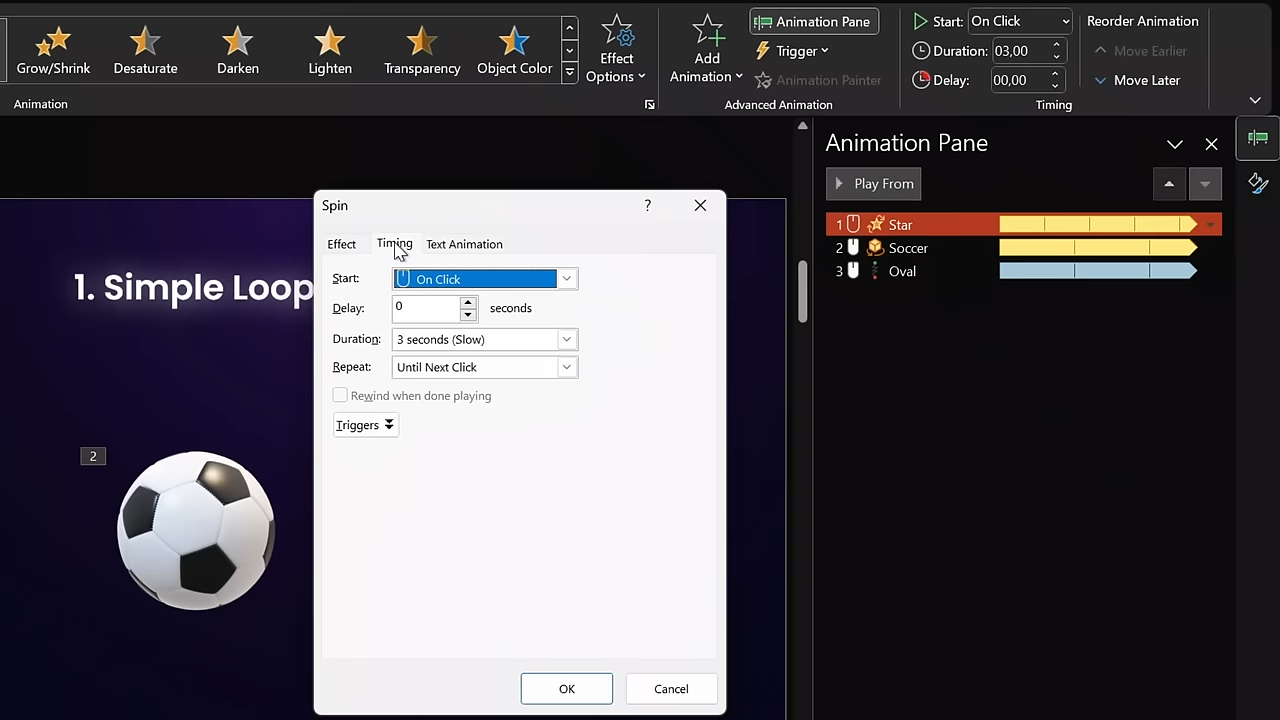 Grow/Shrink
Desaturate
Darken
Lighten
Transparency
Object Color
Effect
Options
Add
Animation
Animation Pane
Trigger
Animation Painter
Start: On Click
Duration: 03,00
Delay: 00,00
Reorder Animation
Move Earlier
Move Later
Animation
Advanced Animation
Timing
Animation Pane
Play From
1 Star
2 Soccer
3 Oval
1. Simple Loop
2
Spin
?
Effect
Timing
Text Animation
Start: On Click
Delay: 0 seconds
Duration: 3 seconds (Slow)
Repeat: Until Next Click
Rewind when done playing
Triggers
OK
Cancel